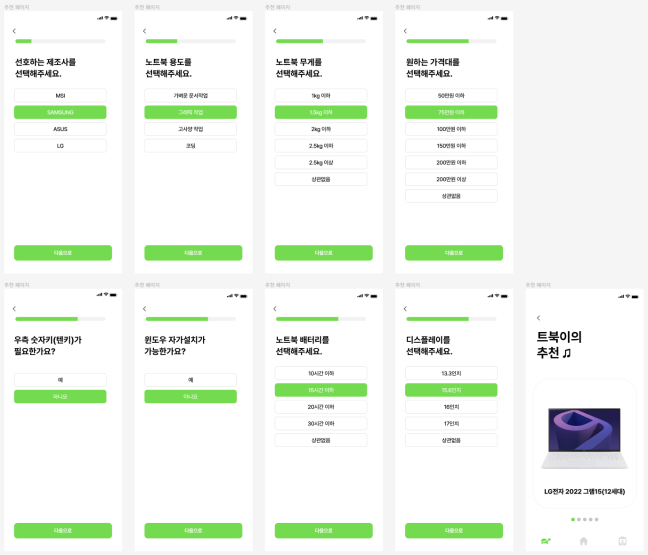 추천 페이지
추천 페이지
추천 페이지
추천 페이지
선호하는 제조사를
선택해주세요.
MSI
SAMSUNG
ASUS
LG
다음으로
노트북 용도를
선택해주세요.
가벼운 문서작업
그래픽 작업
고사양 작업
코딩
다음으로
노트북 무게를
선택해주세요.
1kg 이하
1.5kg 이하
2kg 이하
2.5kg 이하
2.5kg 이상
상관없음
다음으로
원하는 가격대를
선택해주세요.
50만원 이하
75만원 이하
100만원 이하
150만원 이하
200만원 이하
200만원 이상
상관없음
다음으로
추천 페이지
추천 페이지
추천 페이지
추천 페이지
추천 페이지
우측 숫자키(텐키)가
필요한가요?
예
아니요
다음으로
윈도우 자가설치가
가능한가요?
예
아니요
다음으로
노트북 배터리를
선택해주세요.
10시간 이하
15시간 이하
20시간 이하
30시간 이하
상관없음
다음으로
디스플레이를
선택해주세요.
13.3인치
15.6인치
16인치
17인치
상관없음
다음으로
트북이의
추천 ♫
LG전자 2022 그램15(12세대)